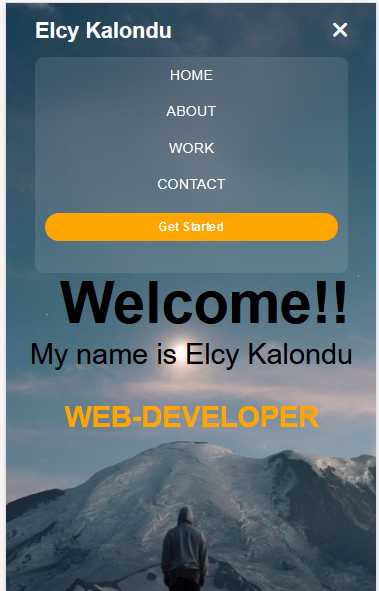 Elcy Kalondu
HOME
ABOUT
WORK
CONTACT
Get Started
Welcome!!
My name is Elcy Kalondu
WEB-DEVELOPER